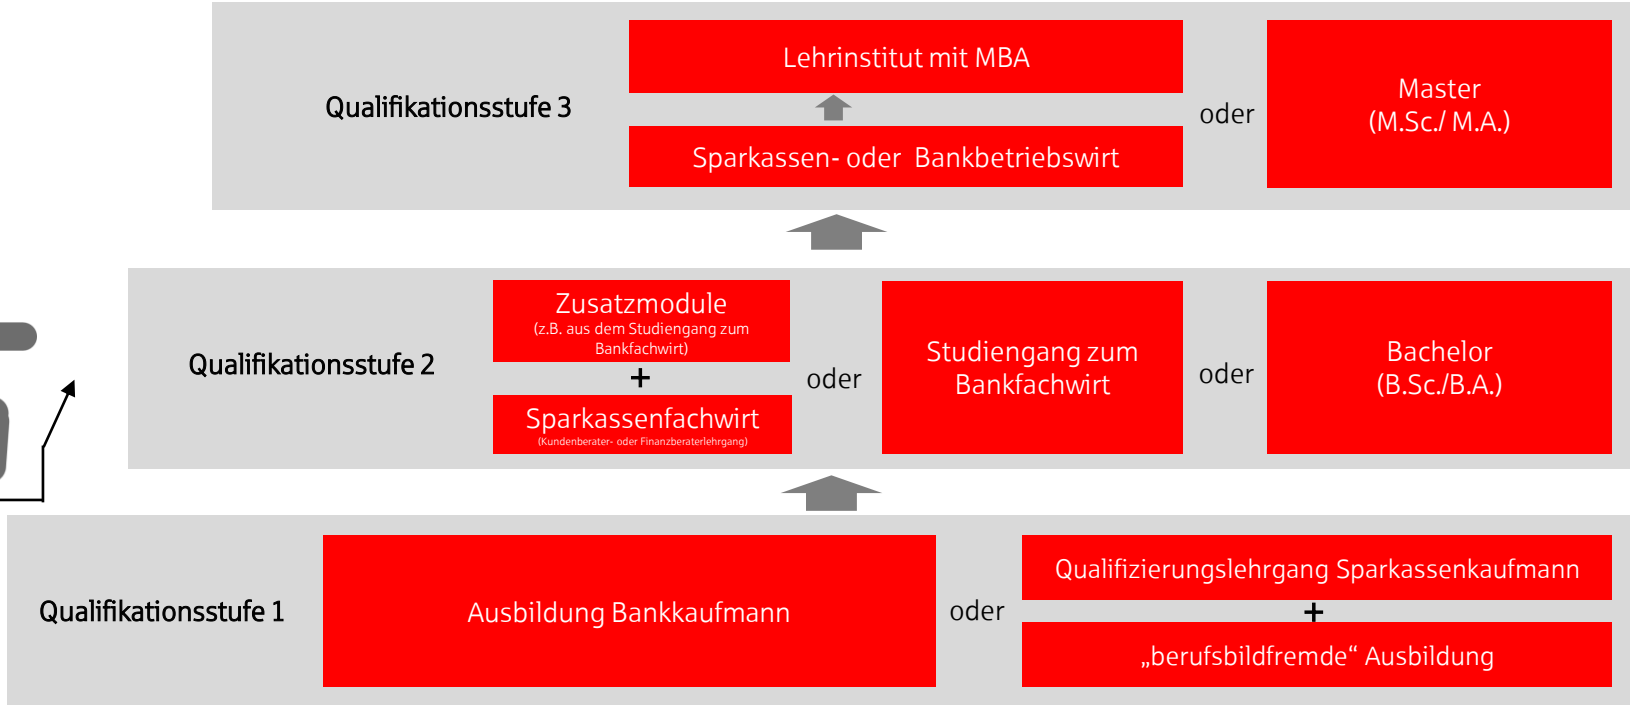 Qualifikationsstufe 3
Lehrinstitut mit MBA
Sparkassen- oder Bankbetriebswirt
oder
Master
(M.Sc./ M.A.)
Qualifikationsstufe 2
Zusatzmodule
(z.B. aus dem Studiengang zum
Bankfachwirt)
+
Sparkassenfachwirt
(Kundenberater- oder Finanzberaterlehrgang)
oder
Studiengang zum
Bankfachwirt
oder
Bachelor
(B.Sc./B.A.)
Qualifikationsstufe 1
Ausbildung Bankkaufmann
oder
Qualifizierungslehrgang Sparkassenkaufmann
+
„berufsbildfremde“ Ausbildung